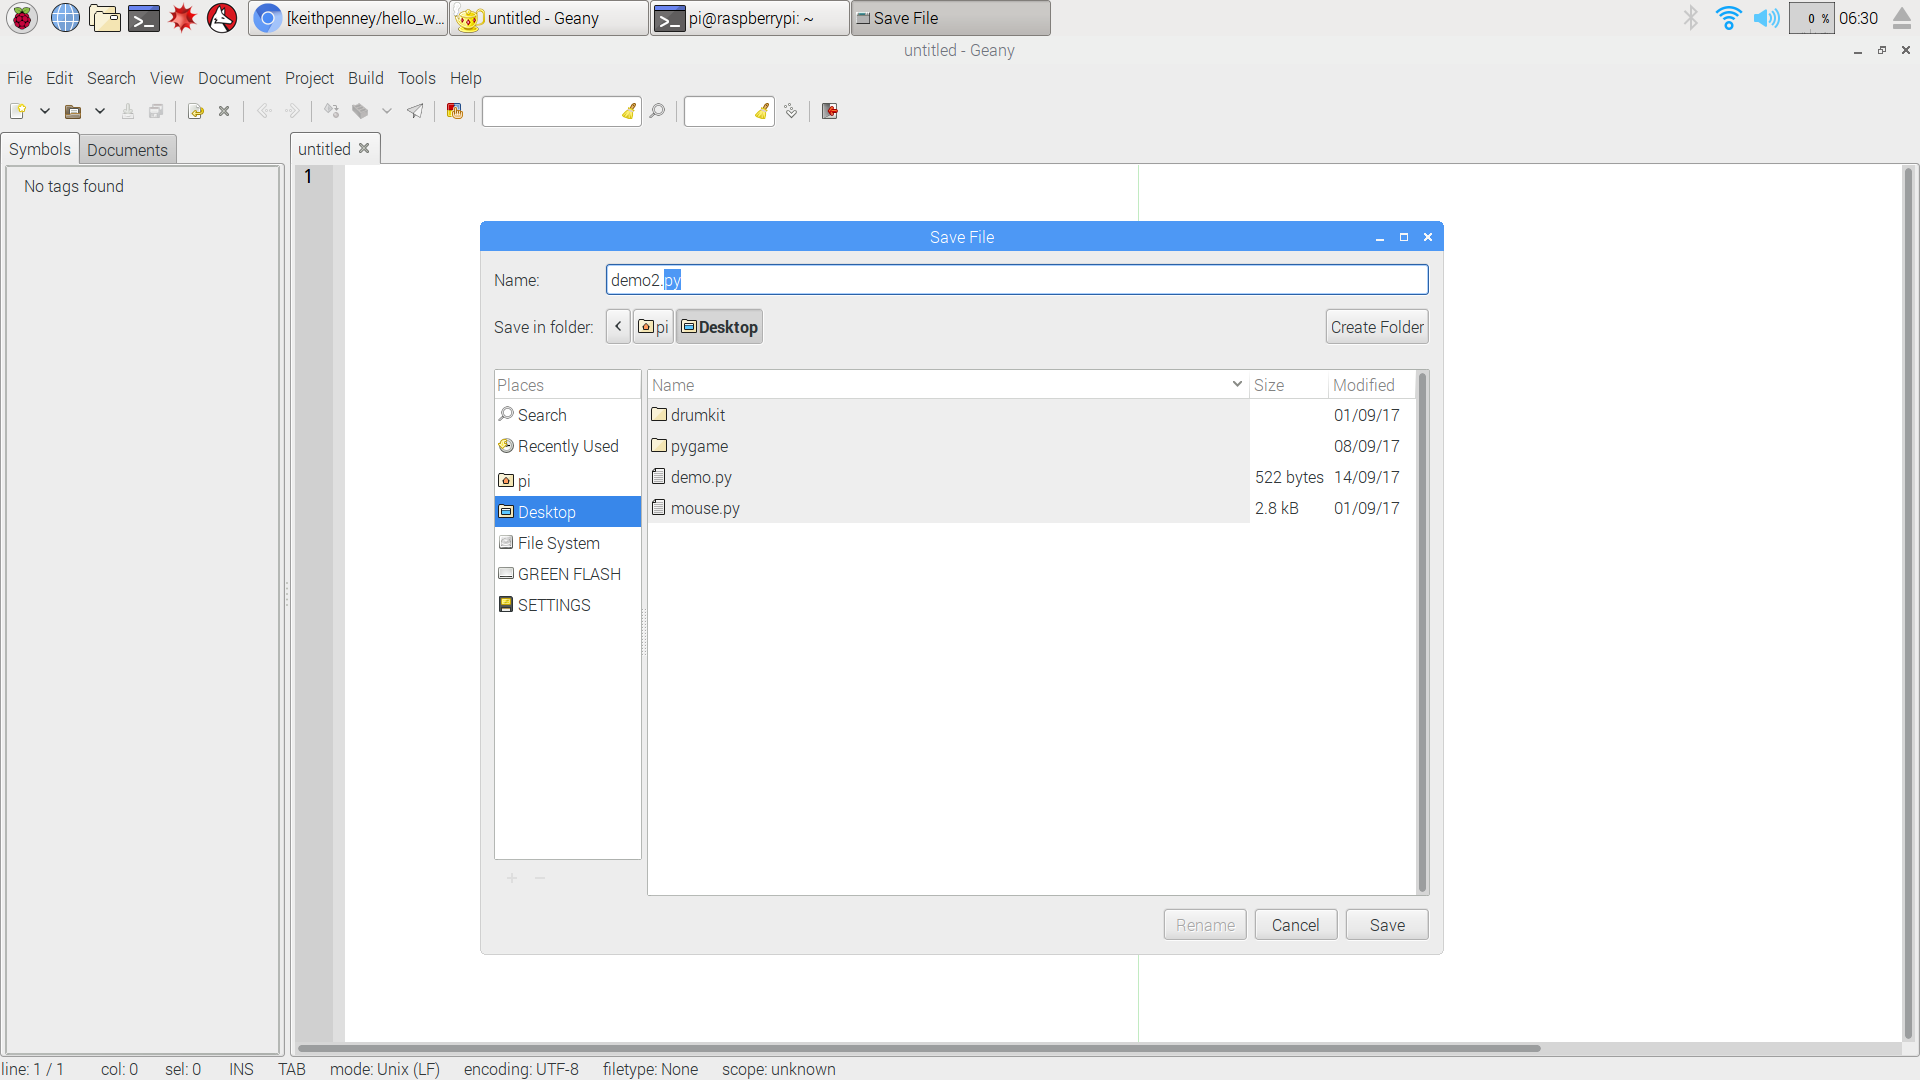 [keithpenney/hello_w... untitled - Geany pi@raspberrypi: ~ Save File 0 % 06:30
untitled - Geany
File Edit Search View Document Project Build Tools Help
Symbols Documents untitled
No tags found
1
Save File
Name: demo2.py
Save in folder: pi Desktop Create Folder
Places Name Size Modified
Search drumkit 01/09/17
Recently Used pygame 08/09/17
pi demo.py 522 bytes 14/09/17
Desktop mouse.py 2.8 kB 01/09/17
File System
GREEN FLASH
SETTINGS
Rename Cancel Save
line: 1 / 1 col: 0 sel: 0 INS TAB mode: Unix (LF) encoding: UTF-8 filetype: None scope: unknown